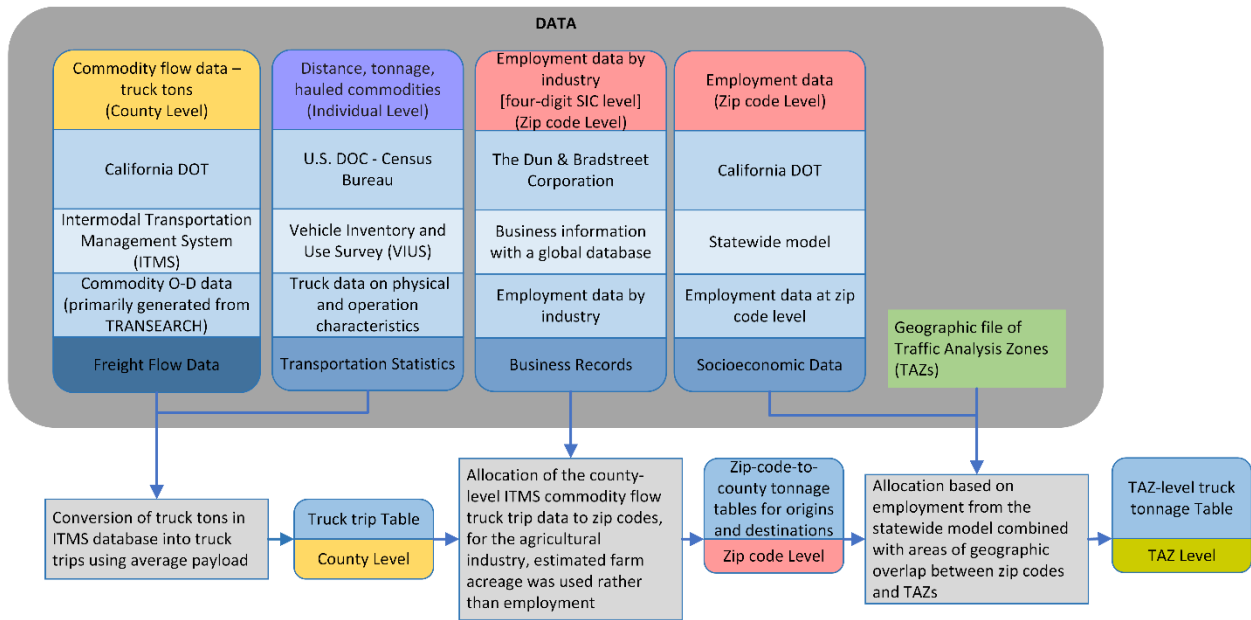 DATA
Commodity flow data –
truck tons
(County Level)
California DOT
Intermodal Transportation
Management System
(ITMS)
Commodity O-D data
(primarily generated from
TRANSEARCH)
Freight Flow Data
Distance, tonnage,
hauled commodities
(Individual Level)
U.S. DOC - Census
Bureau
Vehicle Inventory and
Use Survey (VIUS)
Truck data on physical
and operation
characteristics
Transportation Statistics
Employment data by
industry
[four-digit SIC level]
(Zip code Level)
The Dun & Bradstreet
Corporation
Business information
with a global database
Employment data by
industry
Business Records
Employment data
(Zip code Level)
California DOT
Statewide model
Employment data at zip
code level
Socioeconomic Data
Geographic file of
Traffic Analysis Zones
(TAZs)
Conversion of truck tons in
ITMS database into truck
trips using average payload
Truck trip Table
County Level
Allocation of the county-
level ITMS commodity flow
truck trip data to zip codes,
for the agricultural
industry, estimated farm
acreage was used rather
than employment
Zip-code-to-
county tonnage
tables for origins
and destinations
Zip code Level
Allocation based on
employment from the
statewide model combined
with areas of geographic
overlap between zip codes
and TAZs
TAZ-level truck
tonnage Table
TAZ Level